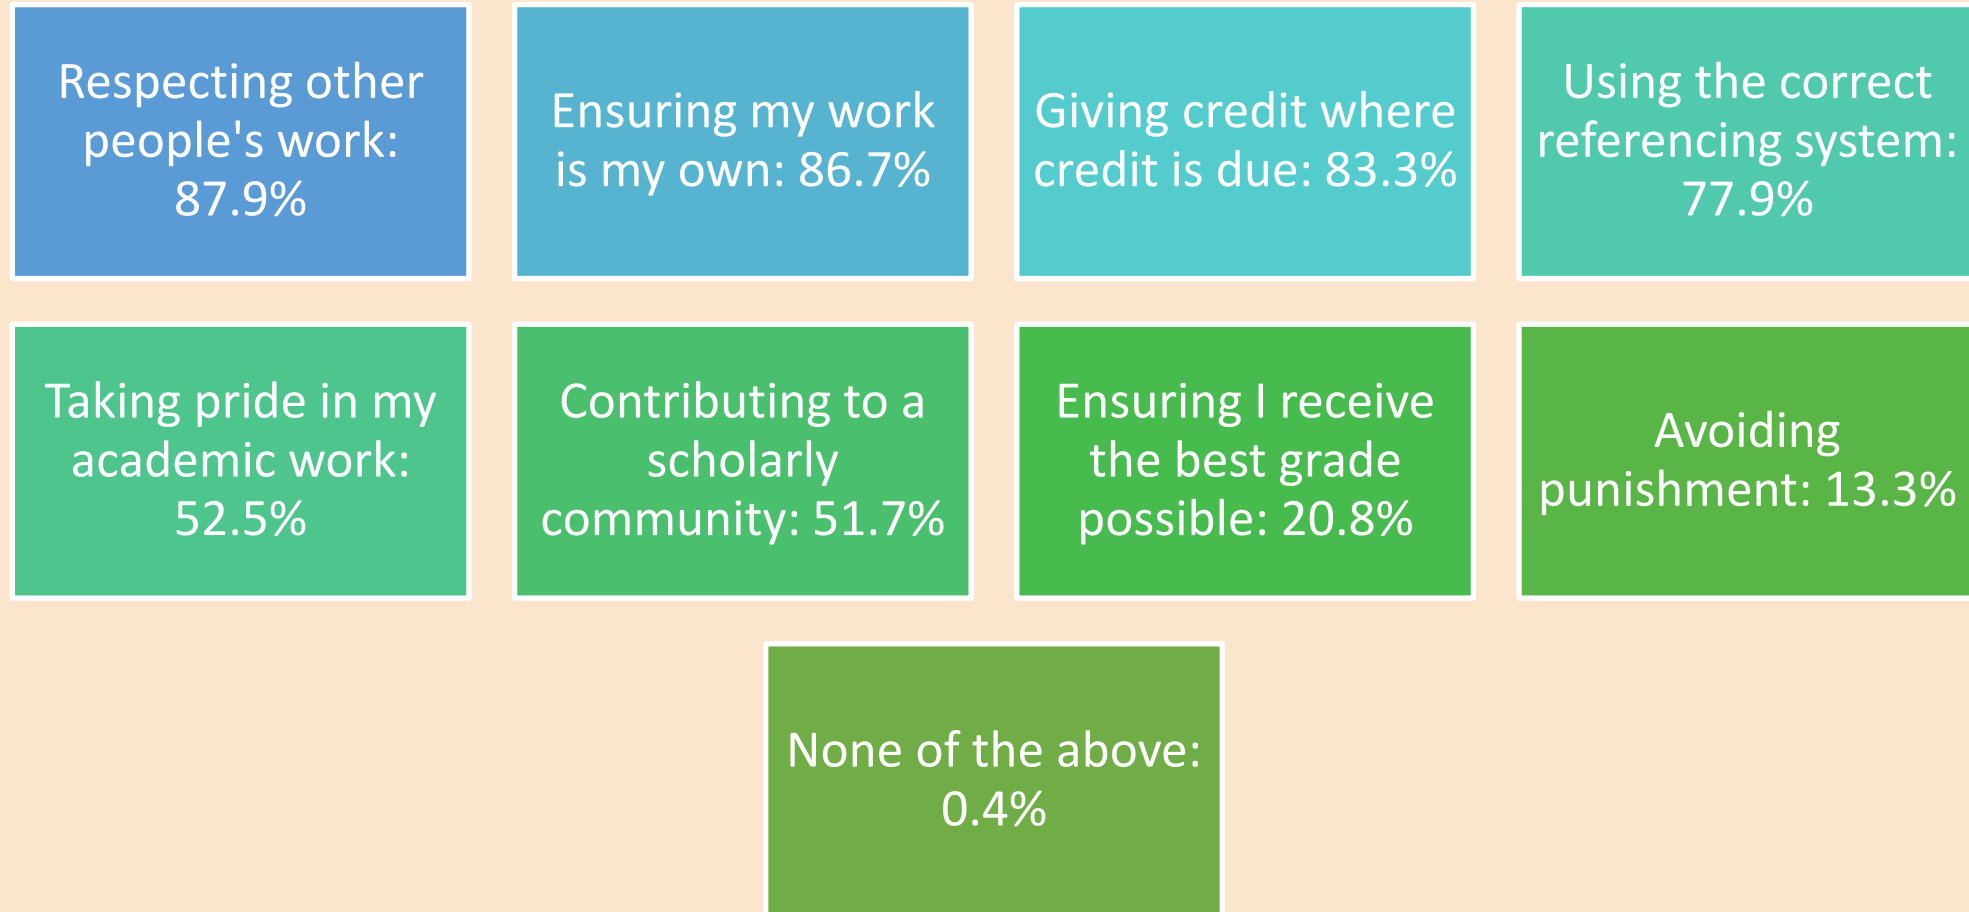 Respecting other
people's work:
87.9%
Ensuring my work
is my own: 86.7%
Giving credit where
credit is due: 83.3%
Using the correct
referencing system:
77.9%
Taking pride in my
academic work:
52.5%
Contributing to a
scholarly
community: 51.7%
Ensuring I receive
the best grade
possible: 20.8%
Avoiding
punishment: 13.3%
None of the above:
0.4%